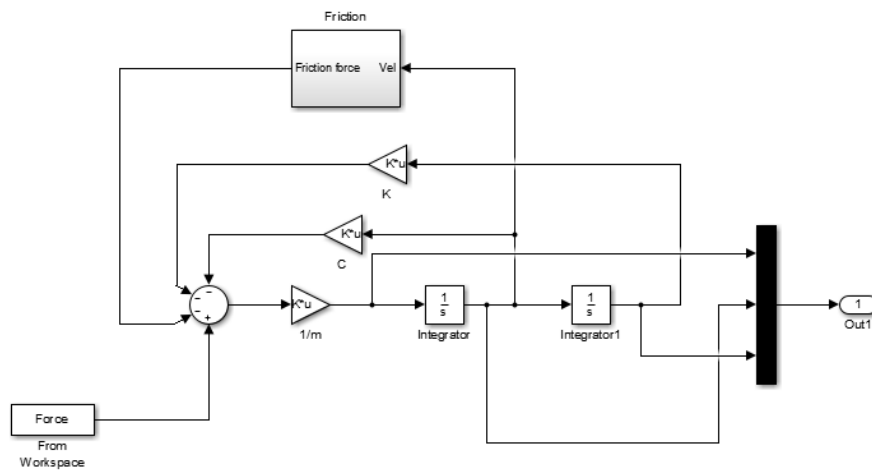 Friction
Friction force Vel
K*u
K
K*u
C
− − − +
K*u
1/m
1
s
Integrator
1
s
Integrator1
1
Out1
Force
From
Workspace